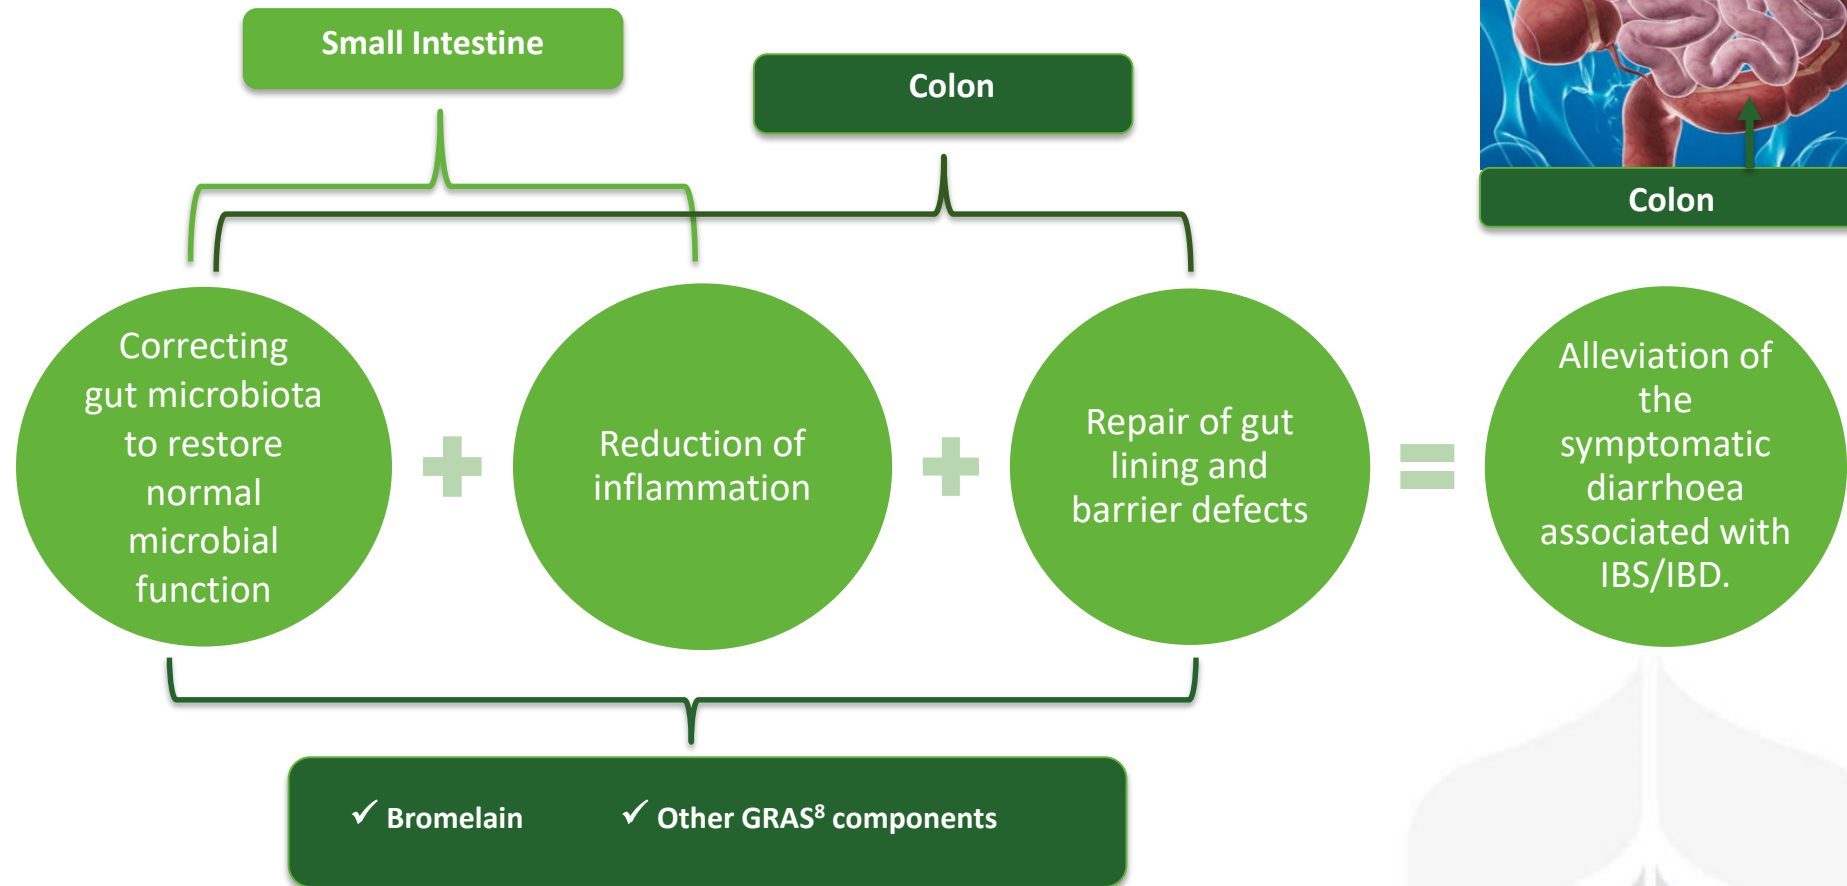 Small Intestine
Colon
Colon
Correcting
gut microbiota
to restore
normal
microbial
function
Reduction of
inflammation
Repair of gut
lining and
barrier defects
Alleviation of
the
symptomatic
diarrhoea
associated with
IBS/IBD.
✓ Bromelain
✓ Other GRAS⁸ components